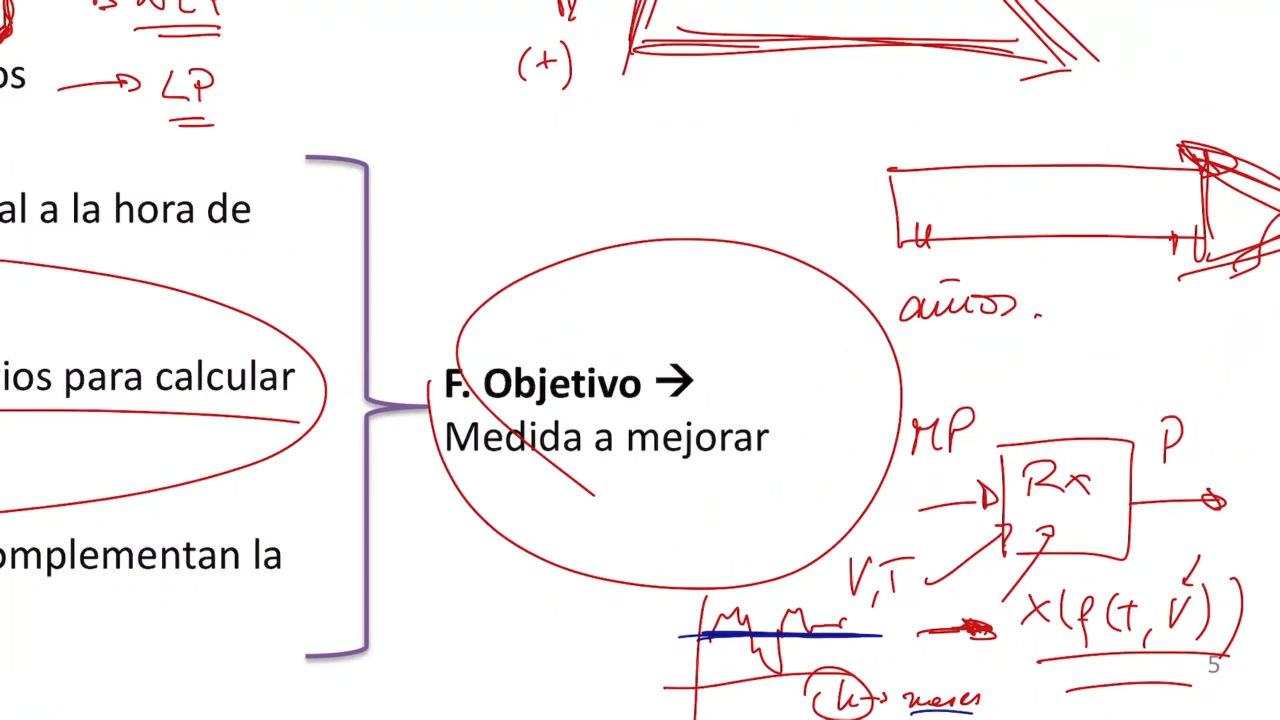 NLP
(+)
os
LP
al a la hora de
años.
ios para calcular
F. Objetivo →
Medida a mejorar
MP
Rx
P
omplementan la
V, T
x(f(T, V))
5
h → meses